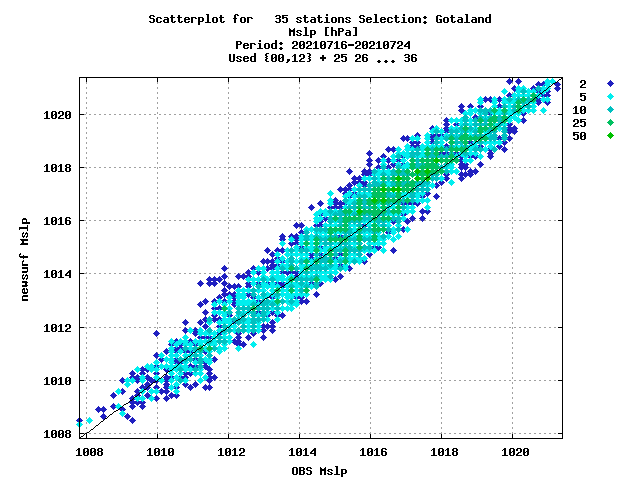 Scatterplot for   35 stations Selection: Gotaland
Mslp [hPa]
Period: 20210716-20210724
Used {00,12} + 25 26 ... 36
2
5
10
25
50
newsurf Mslp
1020
1018
1016
1014
1012
1010
1008
1008 1010 1012 1014 1016 1018 1020
OBS Mslp